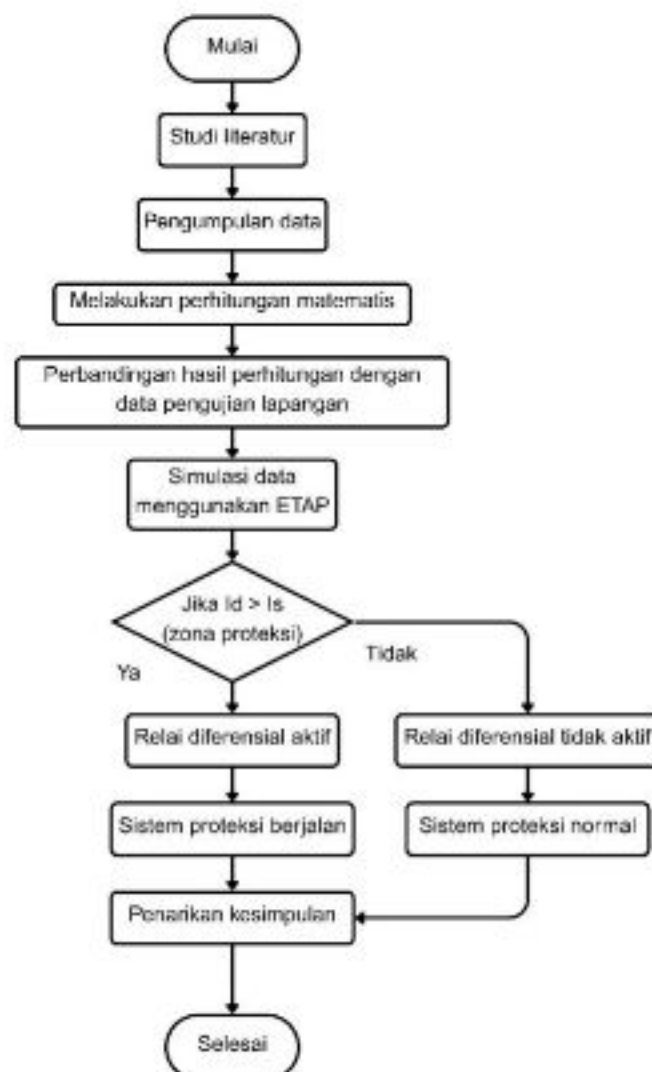 Mulai
Studi literatur
Pengumpulan data
Melakukan perhitungan matematis
Perbandingan hasil perhitungan dengan
data pengujian lapangan
Simulasi data
menggunakan ETAP
Jika Id > Is
(zona proteksi)
Ya
Tidak
Relai diferensial aktif
Relai diferensial tidak aktif
Sistem proteksi berjalan
Sistem proteksi normal
Penarikan kesimpulan
Selesai